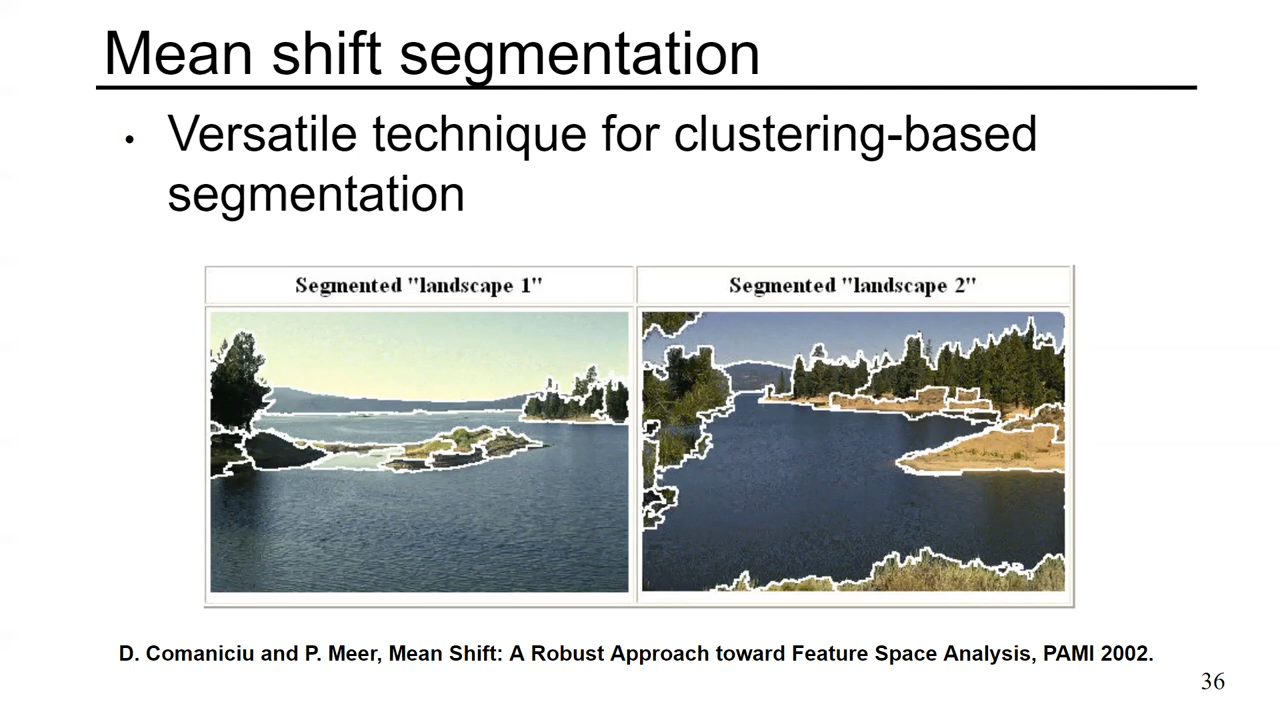 Mean shift segmentation
• Versatile technique for clustering-based
segmentation
Segmented "landscape 1"
Segmented "landscape 2"
D. Comaniciu and P. Meer, Mean Shift: A Robust Approach toward Feature Space Analysis, PAMI 2002.
36